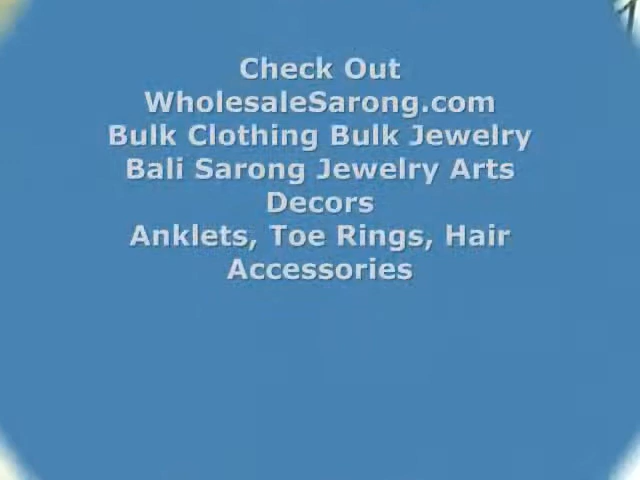 Check Out
WholesaleSarong.com
Bulk Clothing Bulk Jewelry
Bali Sarong Jewelry Arts
Decors
Anklets, Toe Rings, Hair
Accessories